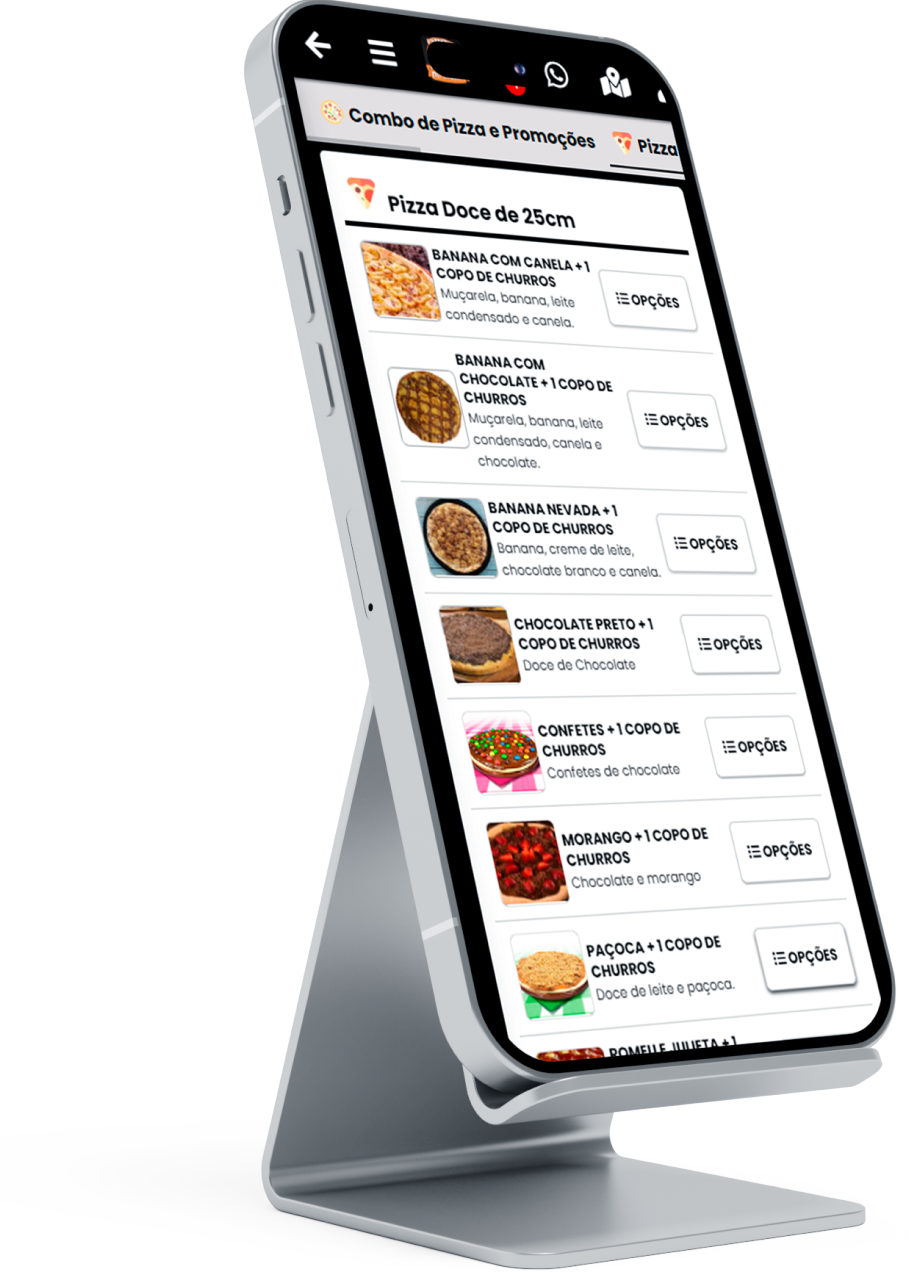 Combo de Pizza e Promoções
Pizza
Pizza Doce de 25cm
BANANA COM CANELA + 1
COPO DE CHURROS
Muçarela, banana, leite
condensado e canela.
OPÇÕES
BANANA COM
CHOCOLATE + 1 COPO DE
CHURROS
Muçarela, banana, leite
condensado, canela e
chocolate.
OPÇÕES
BANANA NEVADA + 1
COPO DE CHURROS
Banana, creme de leite,
chocolate branco e canela.
OPÇÕES
CHOCOLATE PRETO + 1
COPO DE CHURROS
Doce de Chocolate
OPÇÕES
CONFETES + 1 COPO DE
CHURROS
Confetes de chocolate
OPÇÕES
MORANGO + 1 COPO DE
CHURROS
Chocolate e morango
OPÇÕES
PAÇOCA + 1 COPO DE
CHURROS
Doce de leite e paçoca.
OPÇÕES
JULIETA + 1